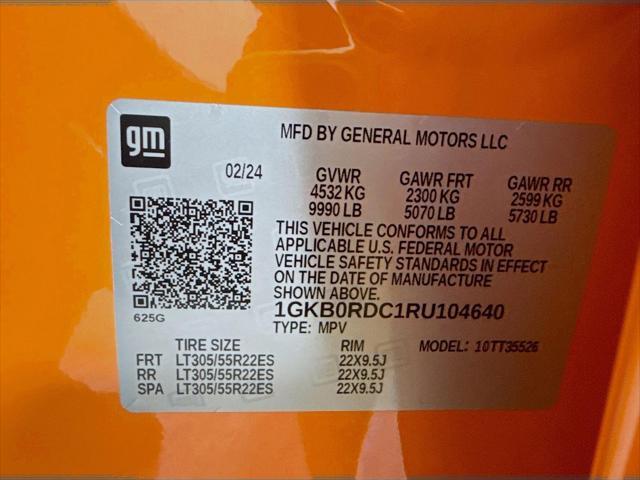 gm
MFD BY GENERAL MOTORS LLC
02/24 GVWR GAWR FRT GAWR RR
4532 KG 2300 KG 2599 KG
9990 LB 5070 LB 5730 LB
THIS VEHICLE CONFORMS TO ALL
APPLICABLE U.S. FEDERAL MOTOR
VEHICLE SAFETY STANDARDS IN EFFECT
ON THE DATE OF MANUFACTURE
SHOWN ABOVE.
625G 1GKB0RDC1RU104640
TYPE: MPV
TIRE SIZE RIM MODEL: 10TT35526
FRT LT305/55R22ES 22X9.5J
RR LT305/55R22ES 22X9.5J
SPA LT305/55R22ES 22X9.5J